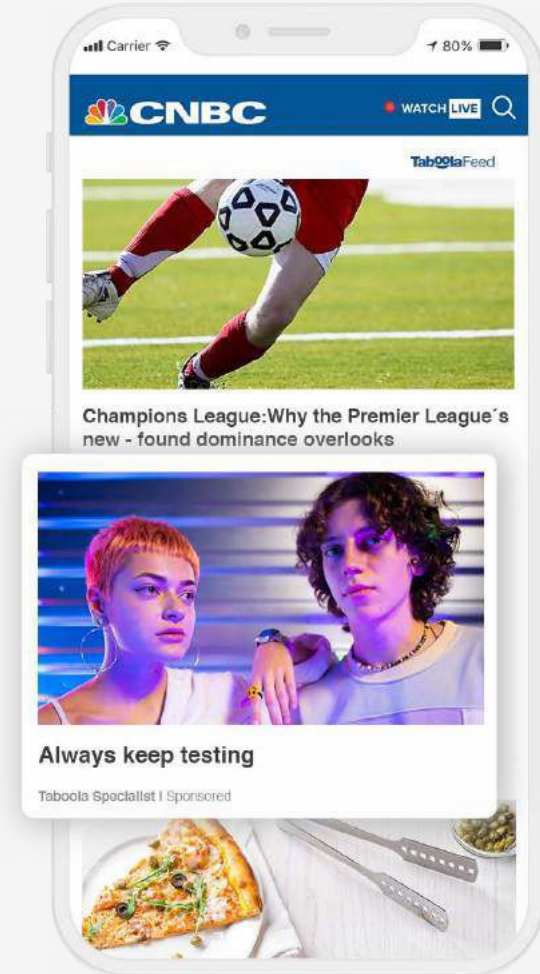 Carrier 80%
CNBC WATCH LIVE
TaboolaFeed
Champions League:Why the Premier League´s
new - found dominance overlooks
Always keep testing
Taboola Specialist | Sponsored